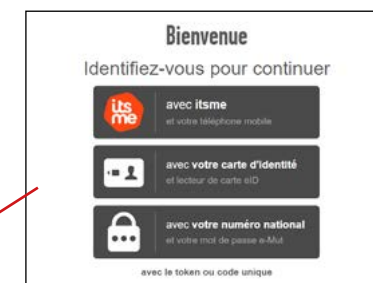 Bienvenue
Identifiez-vous pour continuer
its
me
avec itsme
et votre téléphone mobile
avec votre carte d'identité
et lecteur de carte eID
avec votre numéro national
et votre mot de passe e-Mut
avec le token ou code unique